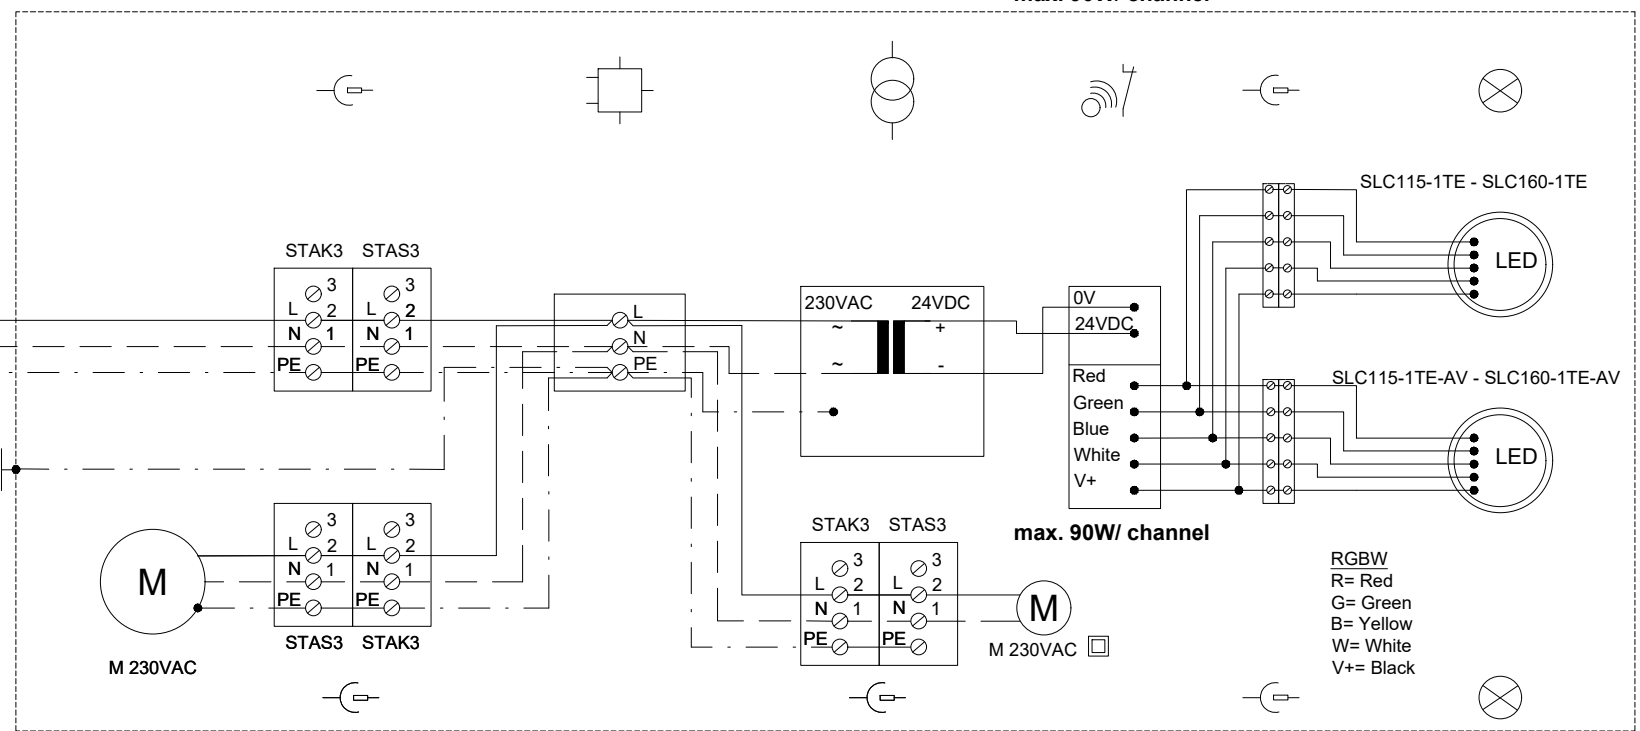 SLC115-1TE - SLC160-1TE
LED
STAK3 STAS3
3 3
L 2 L 2
N 1 N 1
PE PE
L
N
PE
230VAC 24VDC
~ +
~ -
0V
24VDC
Red
Green
Blue
White
V+
max. 90W/ channel
SLC115-1TE-AV - SLC160-1TE-AV
LED
M
M 230VAC
3 3
L 2 L 2
N 1 N 1
PE PE
STAS3 STAK3
STAK3 STAS3
3 3
L 2 L 2
N 1 N 1
PE PE
M
M 230VAC
RGBW
R= Red
G= Green
B= Yellow
W= White
V+= Black